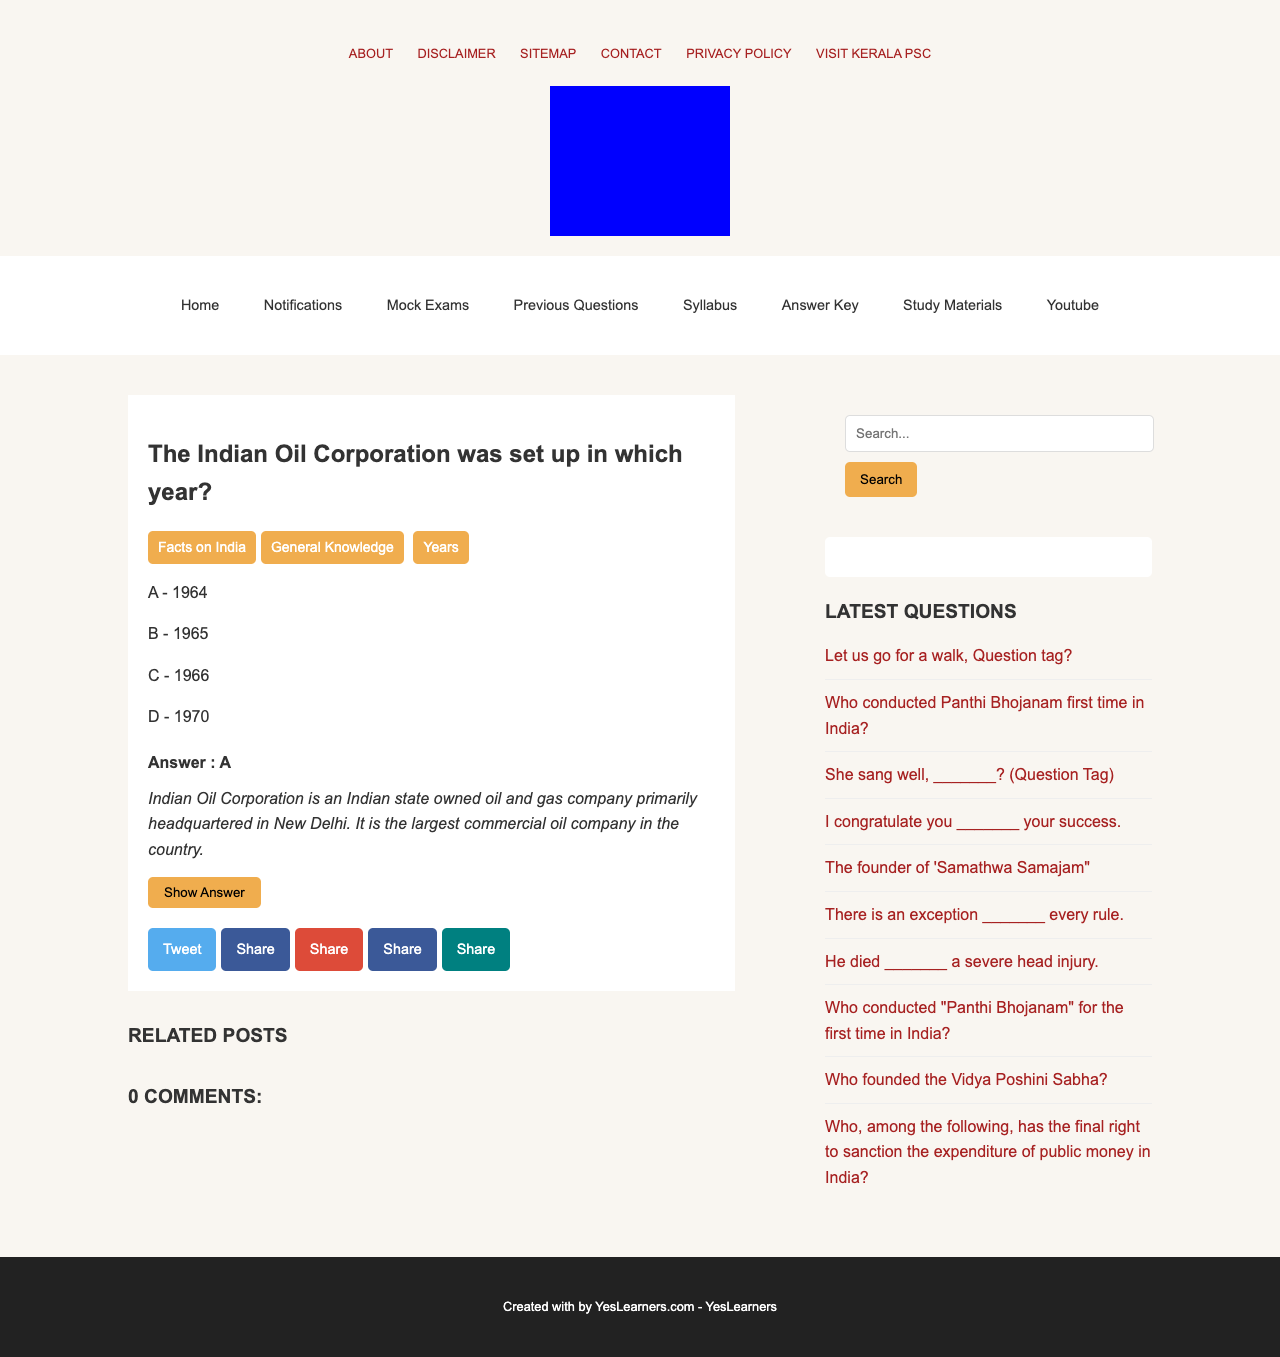 ABOUT DISCLAIMER SITEMAP CONTACT PRIVACY POLICY VISIT KERALA PSC
Home Notifications Mock Exams Previous Questions Syllabus Answer Key Study Materials Youtube
The Indian Oil Corporation was set up in which
year?
Facts on India General Knowledge Years
A - 1964
B - 1965
C - 1966
D - 1970
Answer : A
Indian Oil Corporation is an Indian state owned oil and gas company primarily
headquartered in New Delhi. It is the largest commercial oil company in the
country.
Show Answer
Tweet Share Share Share Share
RELATED POSTS
0 COMMENTS:
Search...
Search
LATEST QUESTIONS
Let us go for a walk, Question tag?
Who conducted Panthi Bhojanam first time in
India?
She sang well, _______? (Question Tag)
I congratulate you _______ your success.
The founder of 'Samathwa Samajam"
There is an exception _______ every rule.
He died _______ a severe head injury.
Who conducted "Panthi Bhojanam" for the
first time in India?
Who founded the Vidya Poshini Sabha?
Who, among the following, has the final right
to sanction the expenditure of public money in
India?
Created with by YesLearners.com - YesLearners